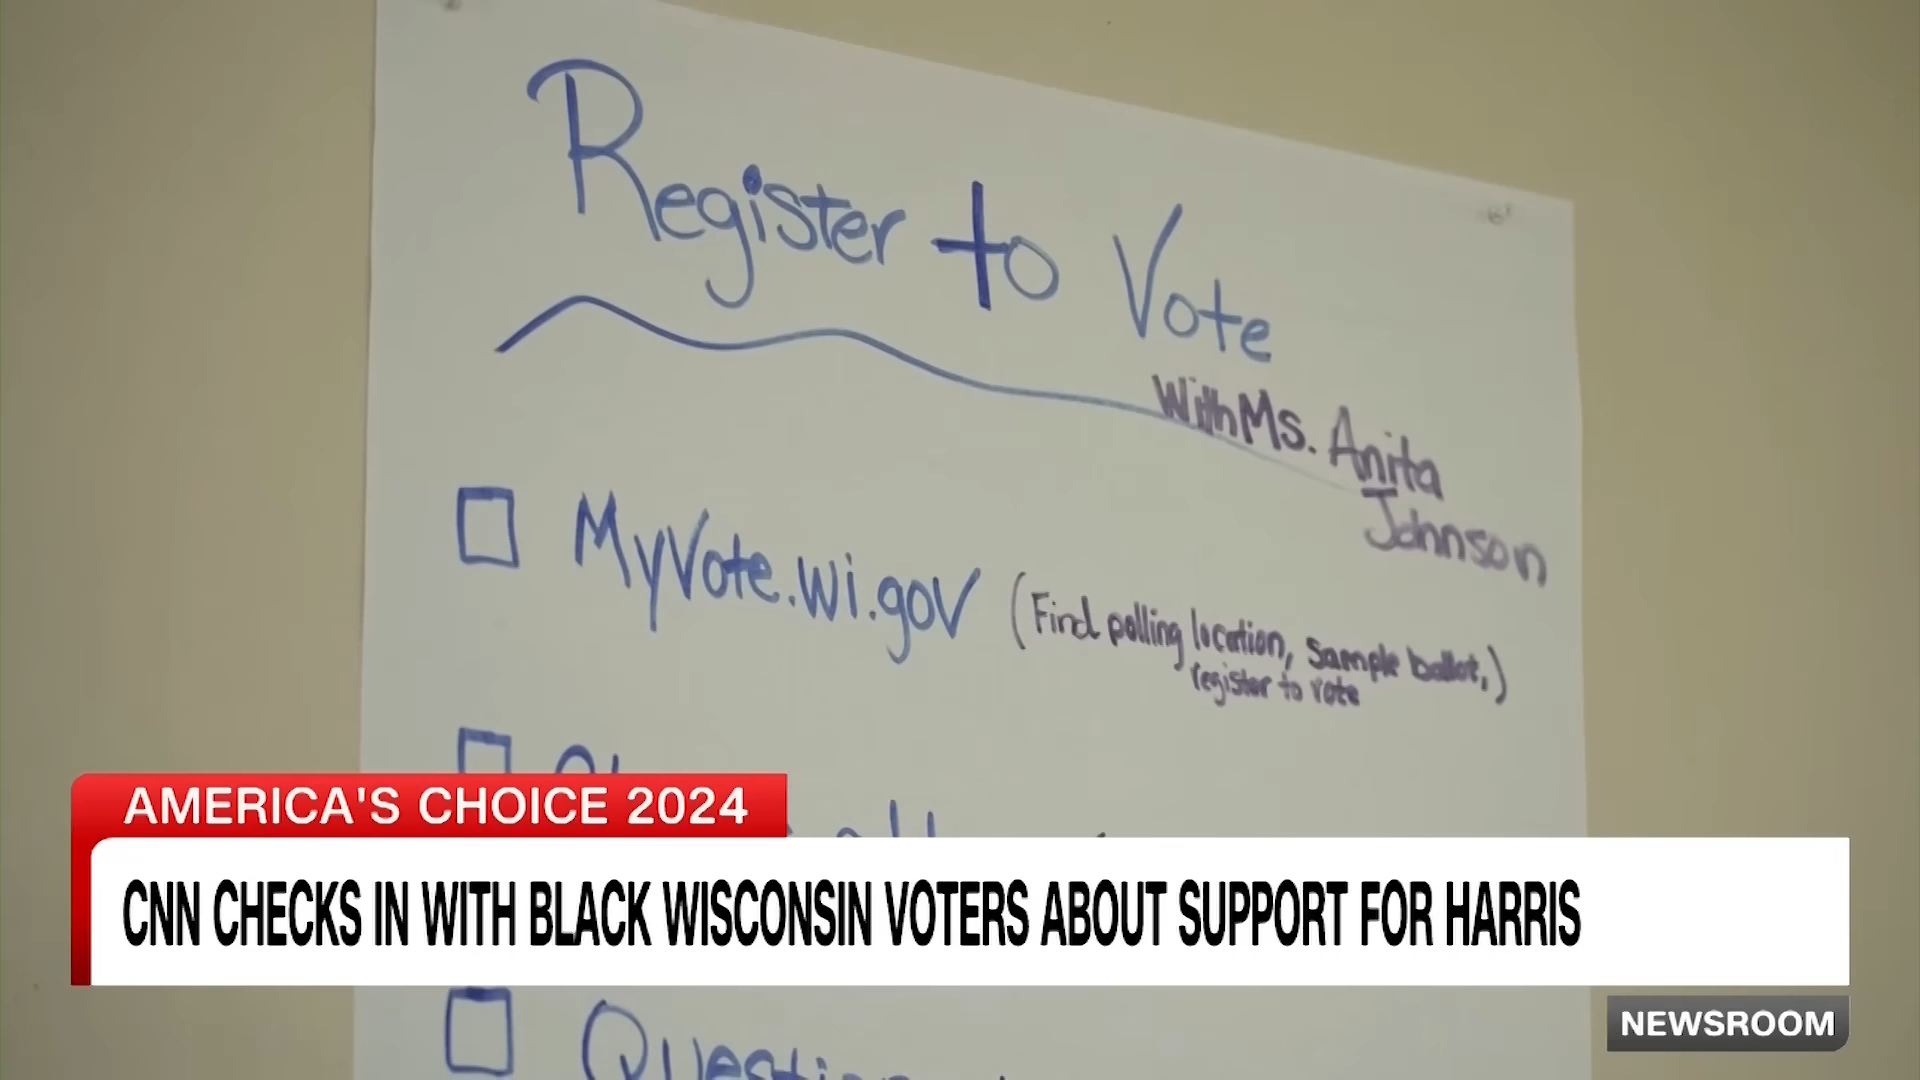 Register to Vote
With Ms. Anita
Johnson
MyVote.wi.gov (Find polling location, sample ballot,)
register to vote
AMERICA'S CHOICE 2024
CNN CHECKS IN WITH BLACK WISCONSIN VOTERS ABOUT SUPPORT FOR HARRIS
NEWSROOM